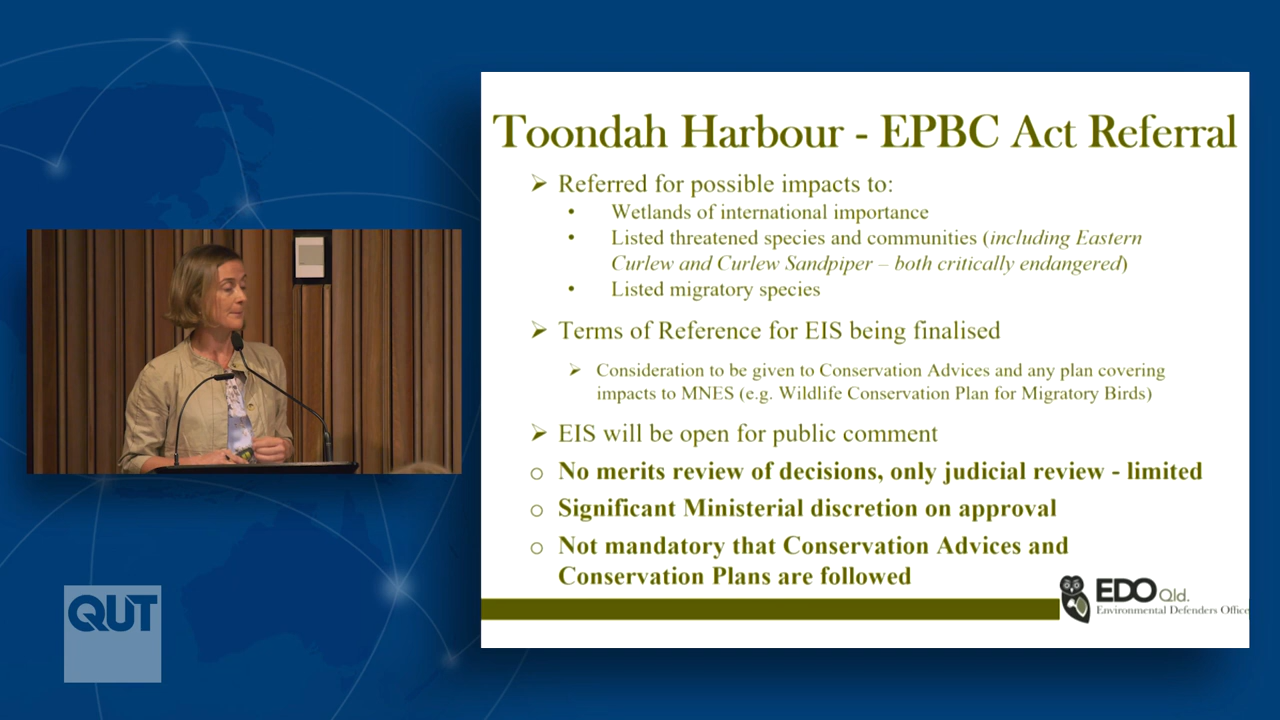 Toondah Harbour - EPBC Act Referral
➢ Referred for possible impacts to:
• Wetlands of international importance
• Listed threatened species and communities (including Eastern
Curlew and Curlew Sandpiper – both critically endangered)
• Listed migratory species
➢ Terms of Reference for EIS being finalised
➢ Consideration to be given to Conservation Advices and any plan covering
impacts to MNES (e.g. Wildlife Conservation Plan for Migratory Birds)
➢ EIS will be open for public comment
o No merits review of decisions, only judicial review - limited
o Significant Ministerial discretion on approval
o Not mandatory that Conservation Advices and
Conservation Plans are followed
EDO Qld.
Environmental Defenders Office
QUT